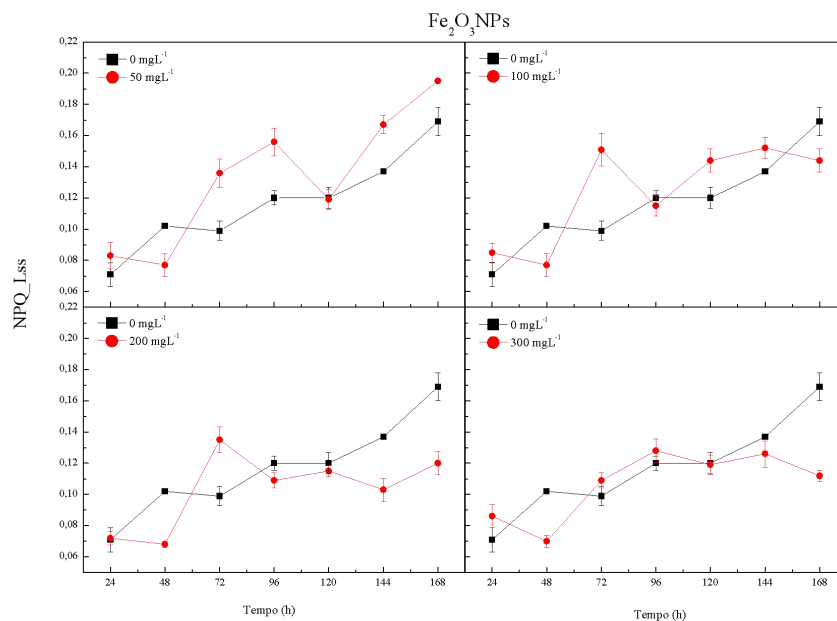 Fe₂O₃NPs
NPQ_Lss
0,22
0,20
0,18
0,16
0,14
0,12
0,10
0,08
0,06
0 mgL⁻¹
50 mgL⁻¹
0 mgL⁻¹
100 mgL⁻¹
0,22
0,20
0,18
0,16
0,14
0,12
0,10
0,08
0,06
0 mgL⁻¹
200 mgL⁻¹
0 mgL⁻¹
300 mgL⁻¹
24 48 72 96 120 144 168
24 48 72 96 120 144 168
Tempo (h)
Tempo (h)